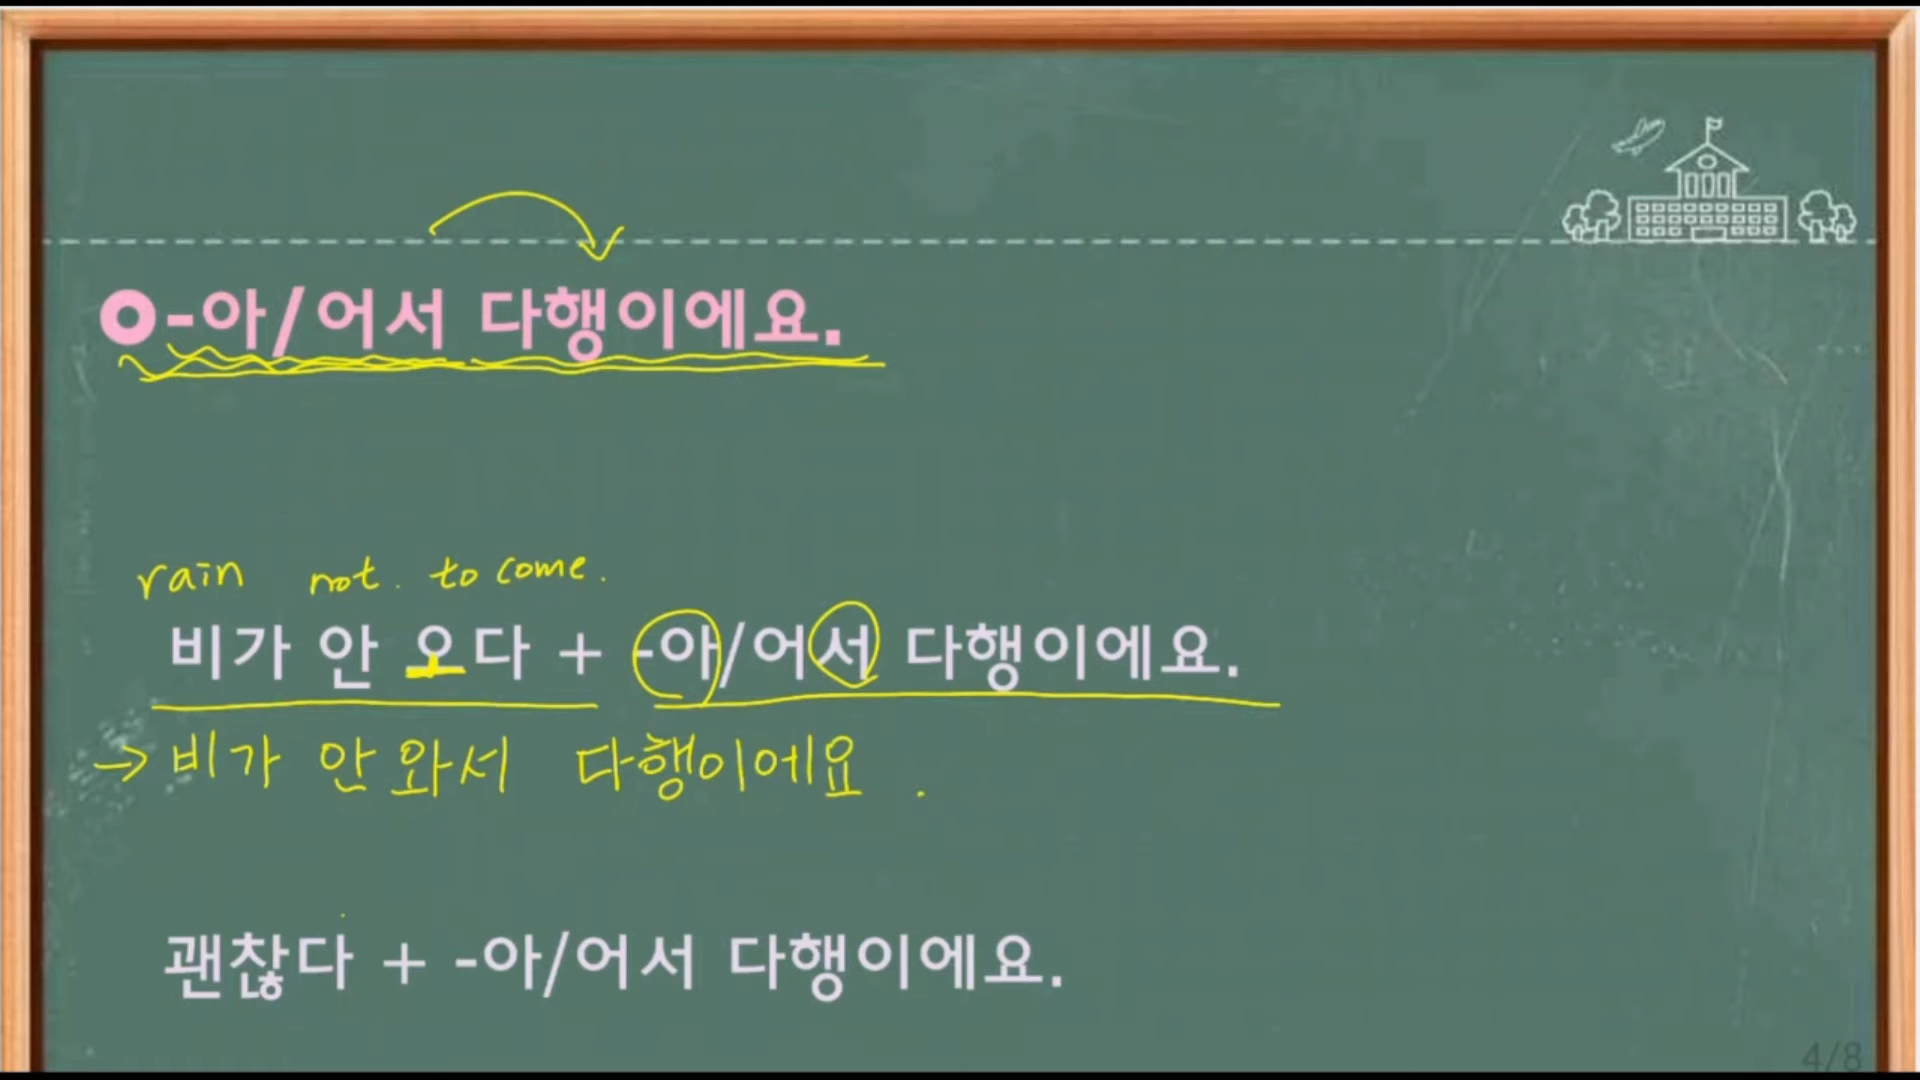 -아/어서 다행이에요.
rain not. to come.
비가 안 오다 + -아/어서 다행이에요.
→ 비가 안 와서 다행이에요.
괜찮다 + -아/어서 다행이에요.
4/8